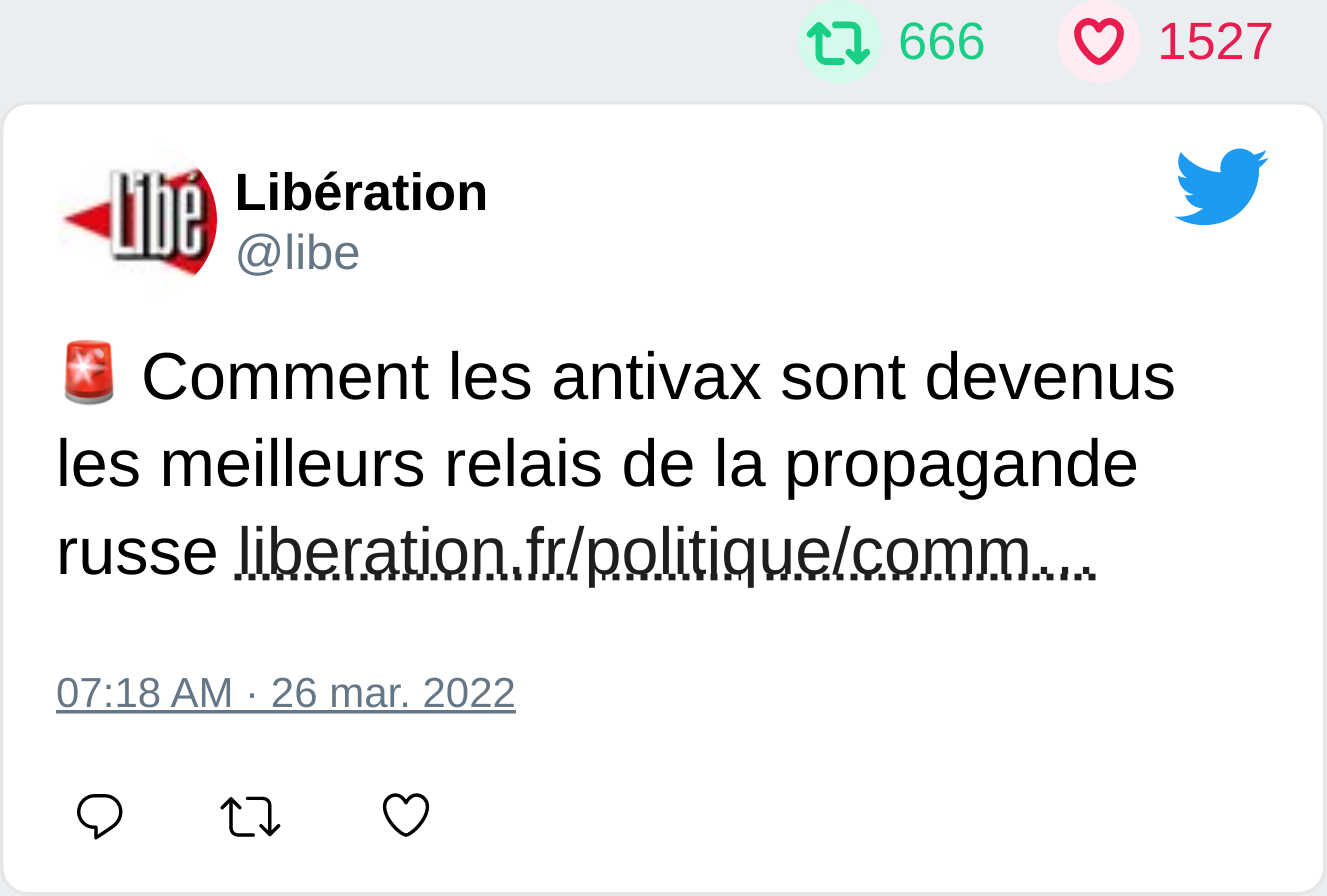 666 1527
Libé
Libération
@libe
🚨 Comment les antivax sont devenus
les meilleurs relais de la propagande
russe liberation.fr/politique/comm…
07:18 AM · 26 mar. 2022